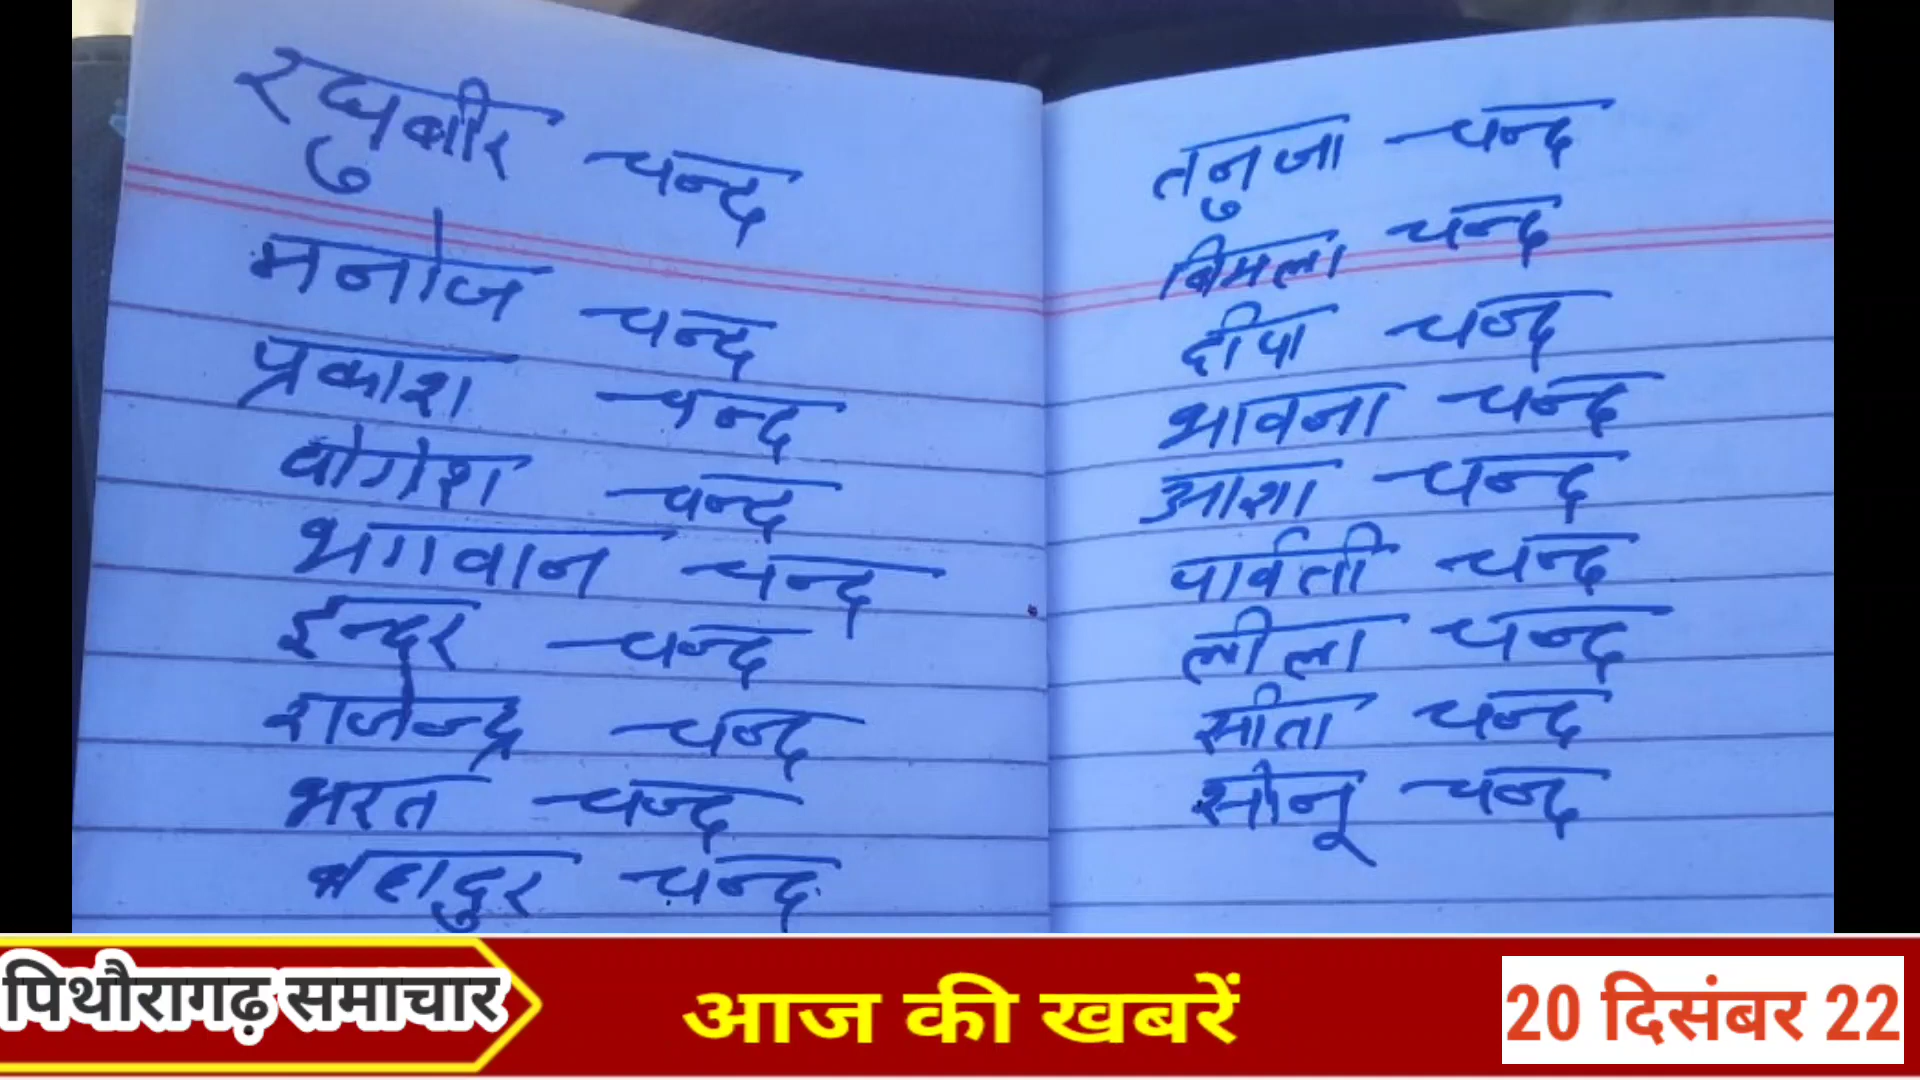 रघुबीर चन्द
मनोज चन्द
प्रकाश चन्द
योगेश चन्द
भगवान चन्द
इन्दर चन्द
राजेन्द्र चन्द
भरत चन्द
बहादुर चन्द
तनुजा चन्द
बिमला चन्द
दीपा चन्द
भावना चन्द
आशा चन्द
पार्वती चन्द
लीला चन्द
सीता चन्द
सोनू चन्द
पिथौरागढ़ समाचार
आज की खबरें
20 दिसंबर 22